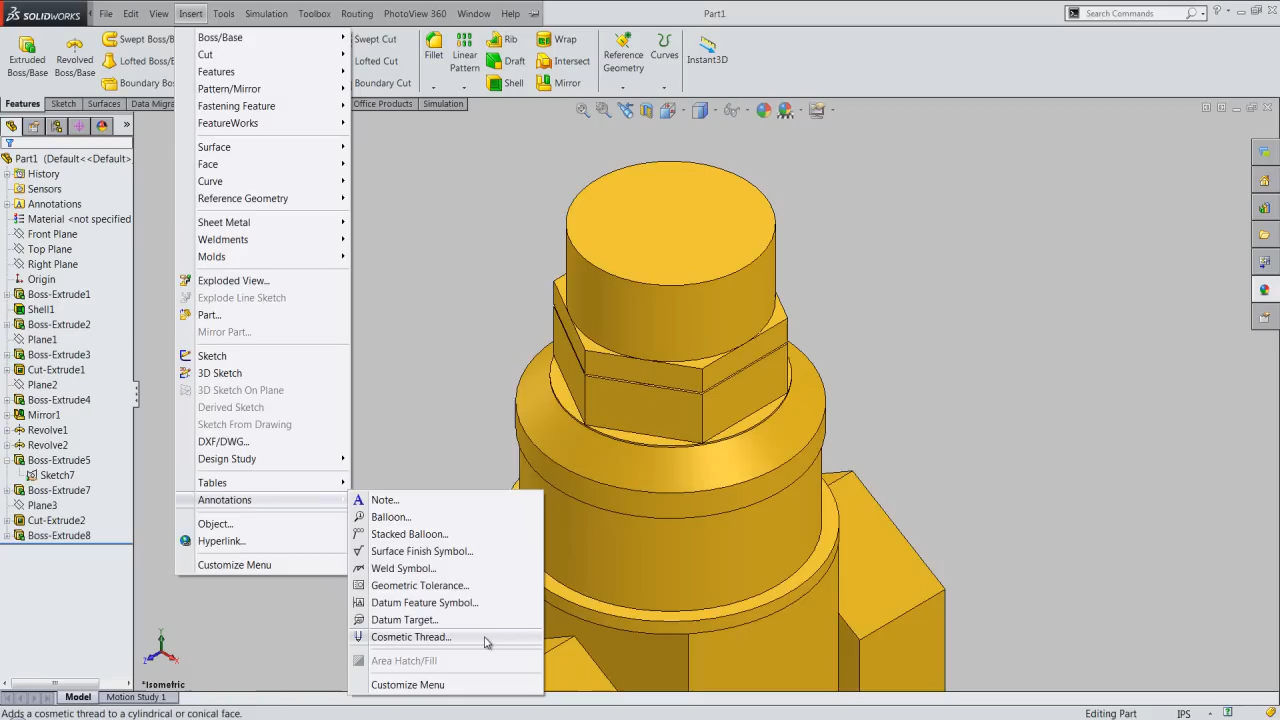 SOLIDWORKS File Edit View Insert Tools Simulation Toolbox Routing PhotoView 360 Window Help Part1 Search Commands
Extruded Boss/Base
Revolved Boss/Base
Swept Boss/
Lofted Boss/
Boundary Bo
Swept Cut
Lofted Cut
Boundary Cut
Fillet
Linear Pattern
Rib
Draft
Shell
Wrap
Intersect
Mirror
Reference Geometry
Curves
Instant3D
Features Sketch Surfaces Data Migra Office Products Simulation
Part1 (Default<<Default>
History
Sensors
Annotations
Material <not specified
Front Plane
Top Plane
Right Plane
Origin
Boss-Extrude1
Shell1
Boss-Extrude2
Plane1
Boss-Extrude3
Cut-Extrude1
Plane2
Boss-Extrude4
Mirror1
Revolve1
Revolve2
Boss-Extrude5
Sketch7
Boss-Extrude7
Plane3
Cut-Extrude2
Boss-Extrude8
Boss/Base
Cut
Features
Pattern/Mirror
Fastening Feature
FeatureWorks
Surface
Face
Curve
Reference Geometry
Sheet Metal
Weldments
Molds
Exploded View...
Explode Line Sketch
Part...
Mirror Part...
Sketch
3D Sketch
3D Sketch On Plane
Derived Sketch
Sketch From Drawing
DXF/DWG...
Design Study
Tables
Annotations
Object...
Hyperlink...
Customize Menu
Note...
Balloon...
Stacked Balloon...
Surface Finish Symbol...
Weld Symbol...
Geometric Tolerance...
Datum Feature Symbol...
Datum Target...
Cosmetic Thread...
Area Hatch/Fill
Customize Menu
*Isometric
Model Motion Study 1
Adds a cosmetic thread to a cylindrical or conical face. Editing Part IPS